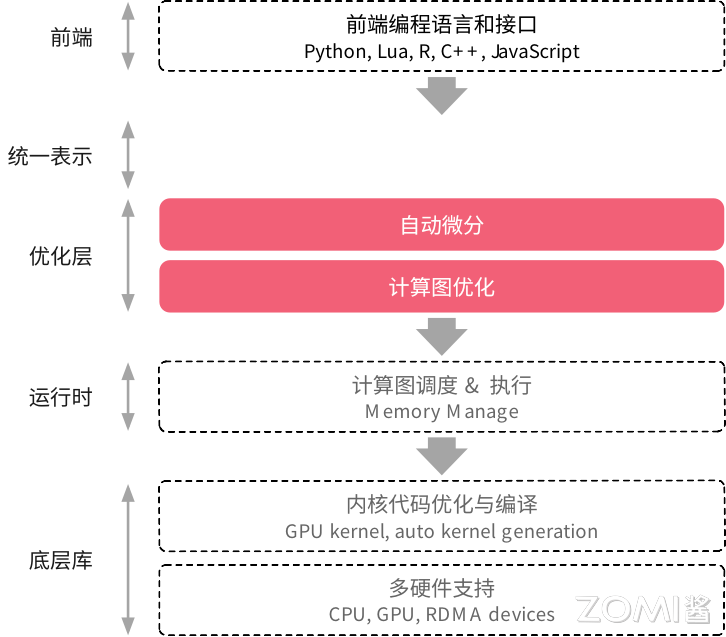 前端
前端编程语言和接口
Python, Lua, R, C++, JavaScript
统一表示
优化层
自动微分
计算图优化
运行时
计算图调度 & 执行
Memory Manage
底层库
内核代码优化与编译
GPU kernel, auto kernel generation
多硬件支持
CPU, GPU, RDMA devices
ZOMI酱